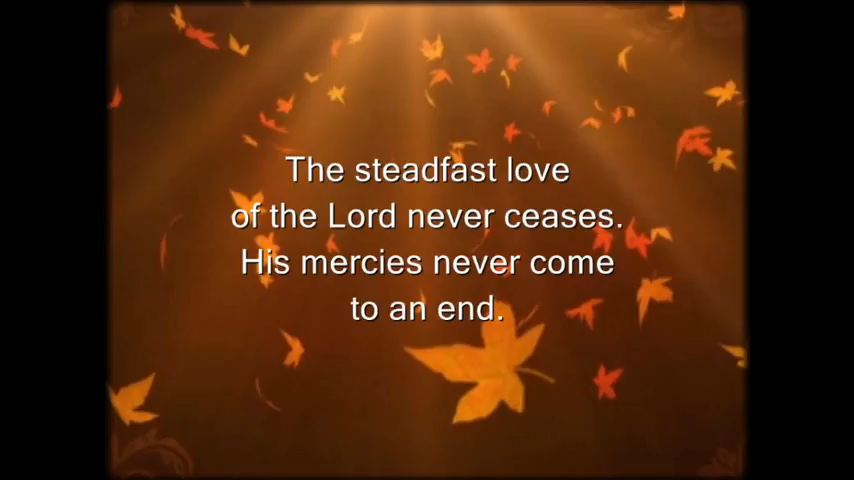 The steadfast love
of the Lord never ceases.
His mercies never come
to an end.